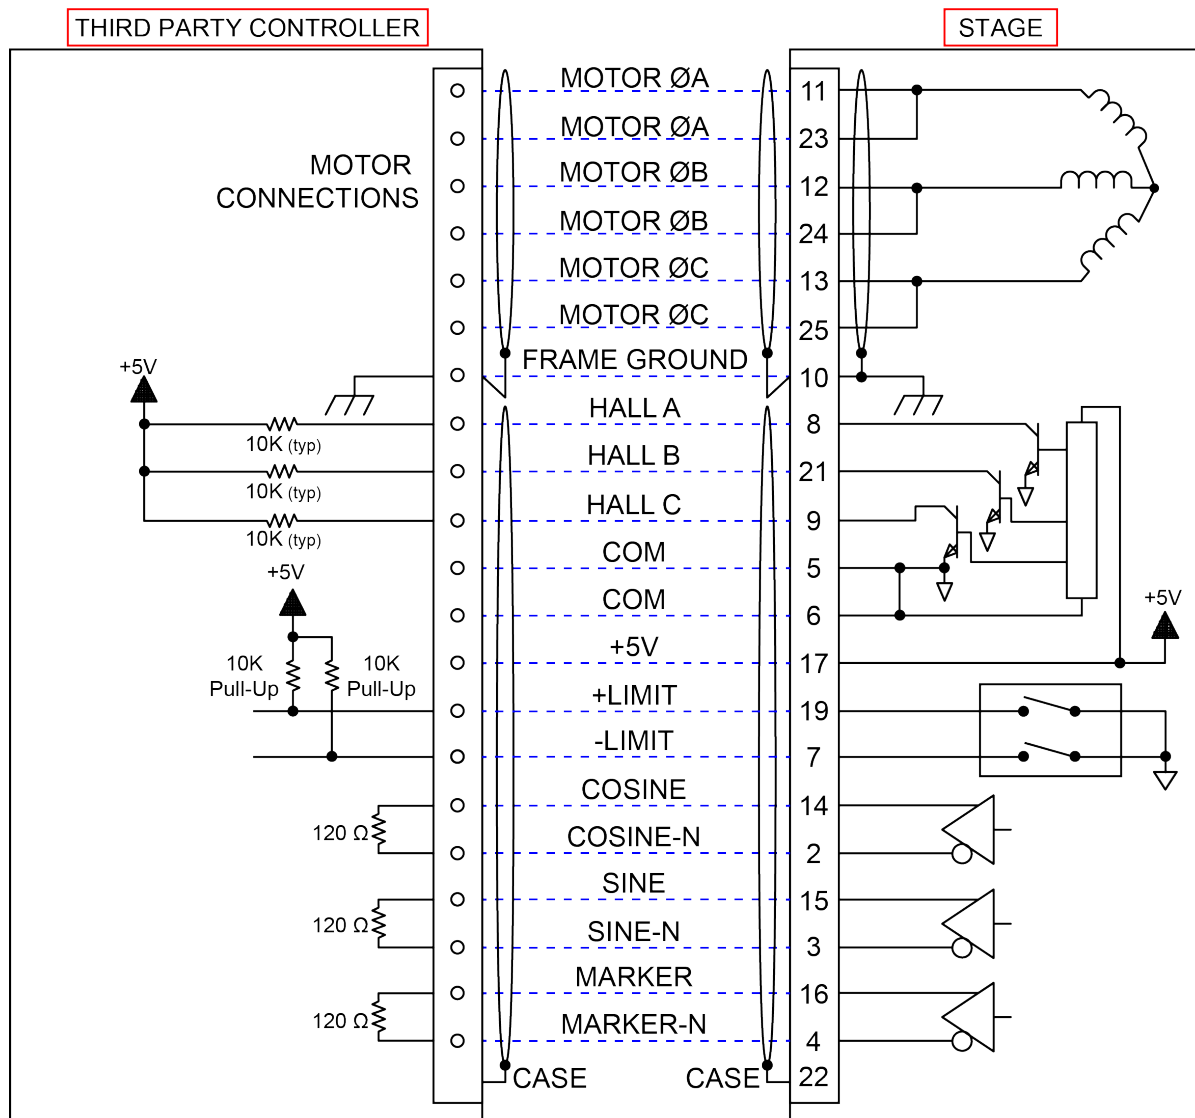 THIRD PARTY CONTROLLER
STAGE
MOTOR ØA
11
MOTOR ØA
23
MOTOR
CONNECTIONS
MOTOR ØB
12
MOTOR ØB
24
MOTOR ØC
13
MOTOR ØC
25
FRAME GROUND
10
+5V
HALL A
8
10K (typ)
HALL B
21
10K (typ)
HALL C
9
10K (typ)
COM
5
+5V
COM
6
+5V
+5V
17
10K
Pull-Up
10K
Pull-Up
+LIMIT
19
-LIMIT
7
COSINE
14
120 Ω
COSINE-N
2
SINE
15
120 Ω
SINE-N
3
MARKER
16
120 Ω
MARKER-N
4
CASE
CASE
22